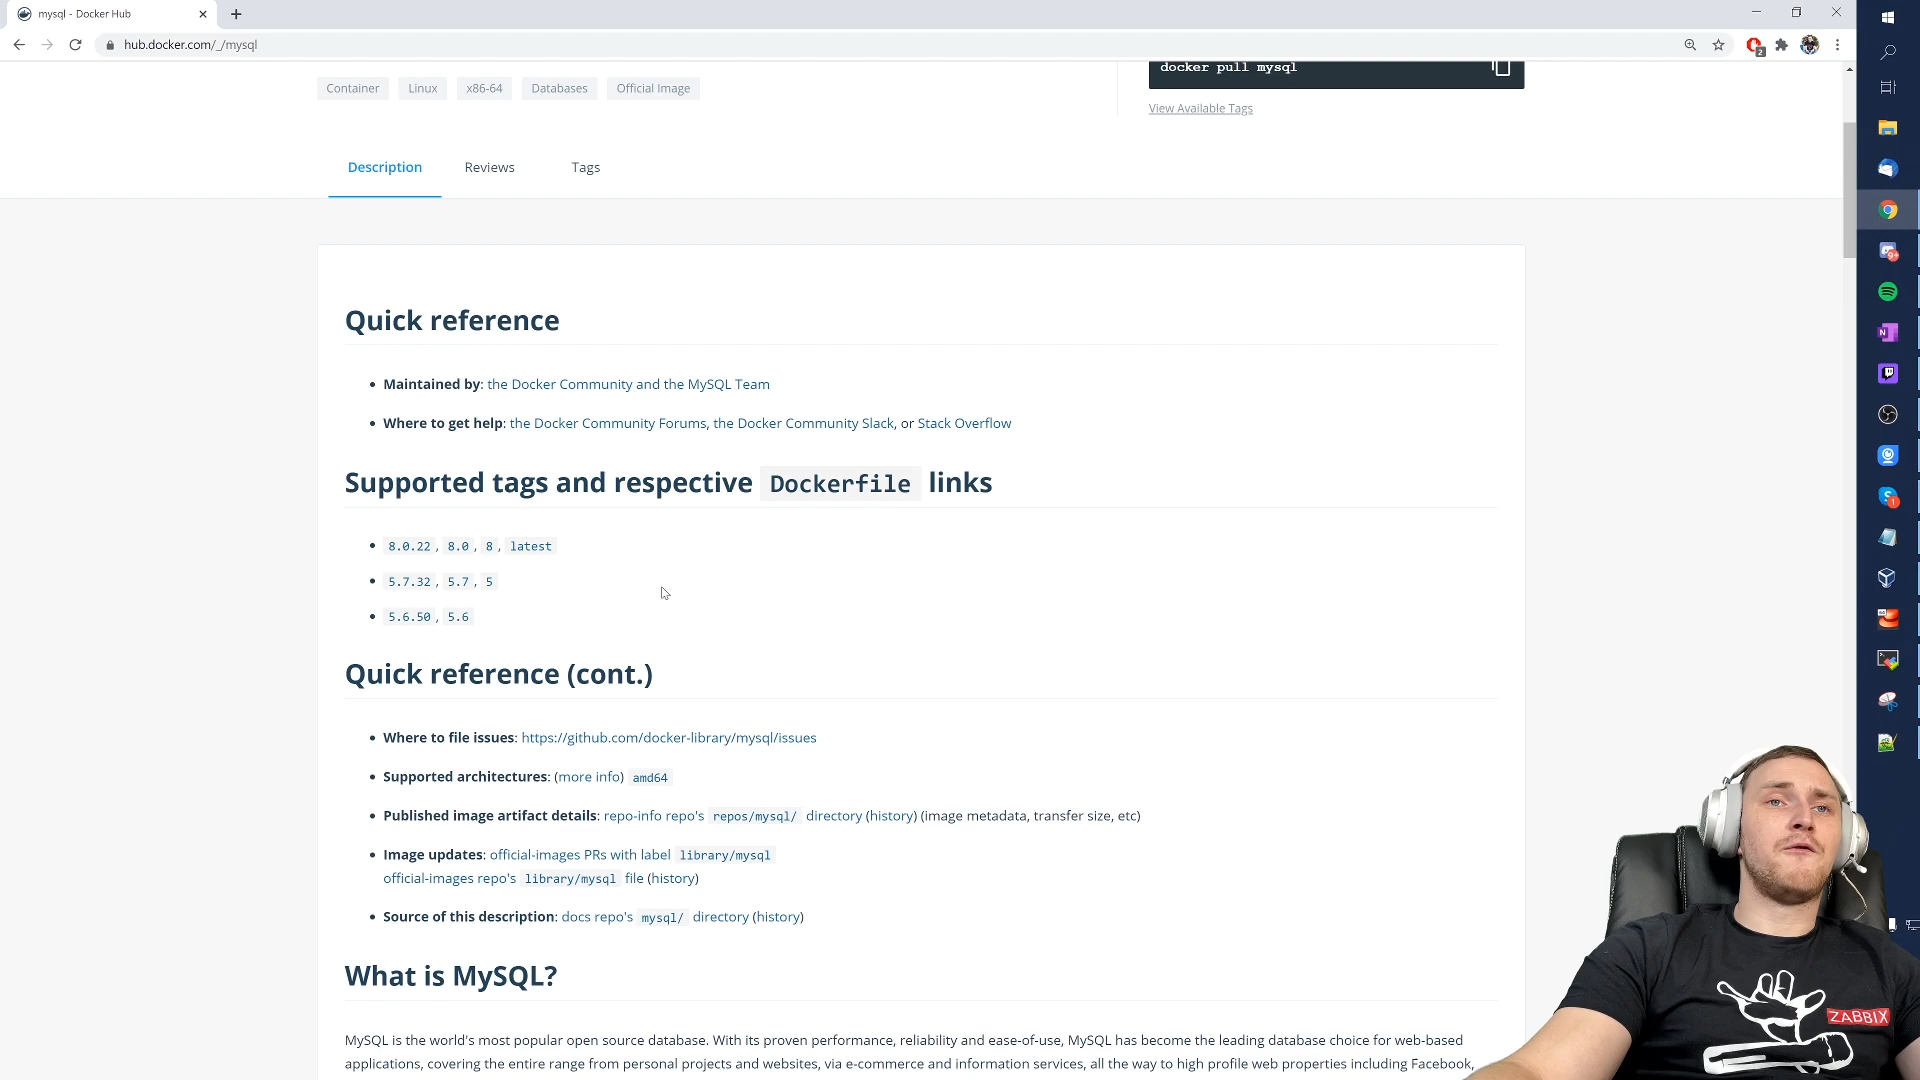 mysql - Docker Hub
hub.docker.com/_/mysql
2
docker pull mysql
Container Linux x86-64 Databases Official Image
View Available Tags
Description Reviews Tags
9+
Quick reference
N
Maintained by: the Docker Community and the MySQL Team
Where to get help: the Docker Community Forums, the Docker Community Slack, or Stack Overflow
Supported tags and respective Dockerfile links
S 1
8.0.22, 8.0, 8, latest
5.7.32, 5.7, 5
5.6.50, 5.6
Quick reference (cont.)
Where to file issues: https://github.com/docker-library/mysql/issues
Supported architectures: (more info) amd64
Published image artifact details: repo-info repo's repos/mysql/ directory (history) (image metadata, transfer size, etc)
Image updates: official-images PRs with label library/mysql
official-images repo's library/mysql file (history)
Source of this description: docs repo's mysql/ directory (history)
What is MySQL?
ZABBIX
MySQL is the world's most popular open source database. With its proven performance, reliability and ease-of-use, MySQL has become the leading database choice for web-based
applications, covering the entire range from personal projects and websites, via e-commerce and information services, all the way to high profile web properties including Facebook,